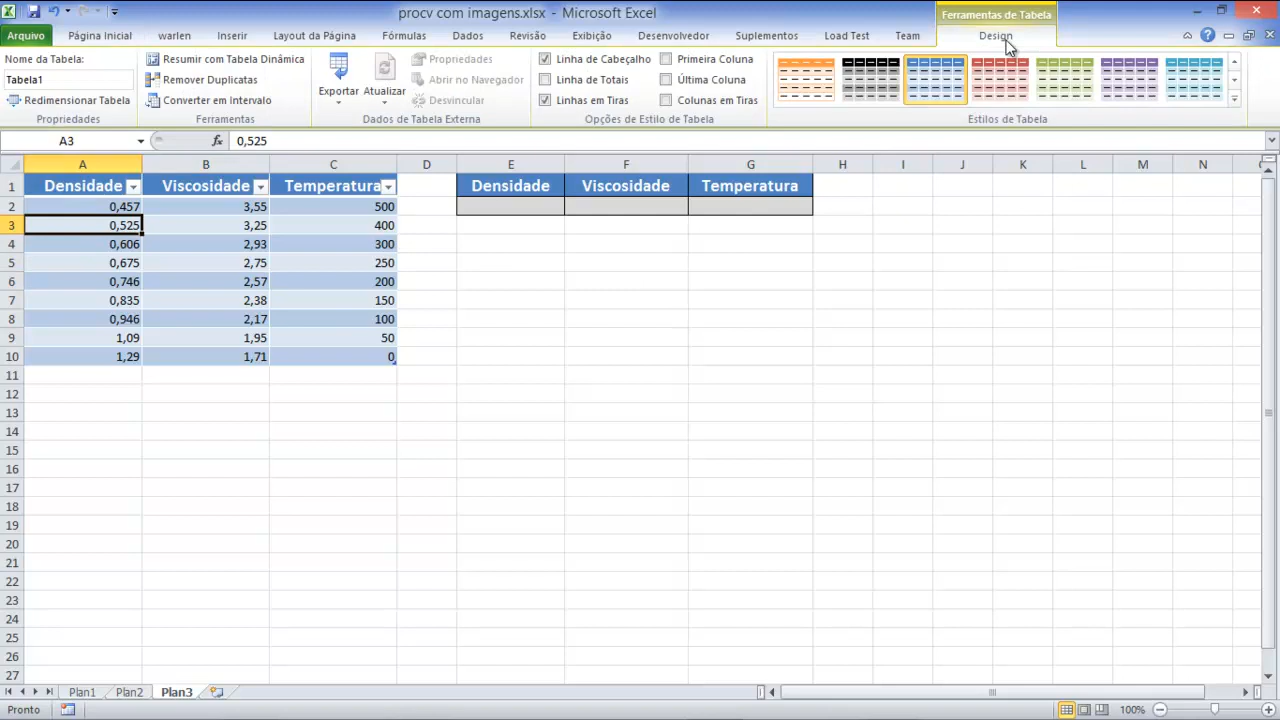 procv com imagens.xlsx - Microsoft Excel
Ferramentas de Tabela
Arquivo Página Inicial warlen Inserir Layout da Página Fórmulas Dados Revisão Exibição Desenvolvedor Suplementos Load Test Team Design
Nome da Tabela:
Tabela1
Redimensionar Tabela
Propriedades
Resumir com Tabela Dinâmica
Remover Duplicatas
Converter em Intervalo
Ferramentas
Exportar Atualizar
Propriedades
Abrir no Navegador
Desvincular
Dados de Tabela Externa
Linha de Cabeçalho Primeira Coluna
Linha de Totais Última Coluna
Linhas em Tiras Colunas em Tiras
Opções de Estilo de Tabela
Estilos de Tabela
A3 fx 0,525
A B C D E F G H I J K L M N
1 Densidade Viscosidade Temperatura Densidade Viscosidade Temperatura
2 0,457 3,55 500
3 0,525 3,25 400
4 0,606 2,93 300
5 0,675 2,75 250
6 0,746 2,57 200
7 0,835 2,38 150
8 0,946 2,17 100
9 1,09 1,95 50
10 1,29 1,71 0
11
12
13
14
15
16
17
18
19
20
21
22
23
24
25
26
27
Plan1 Plan2 Plan3
Pronto 100%